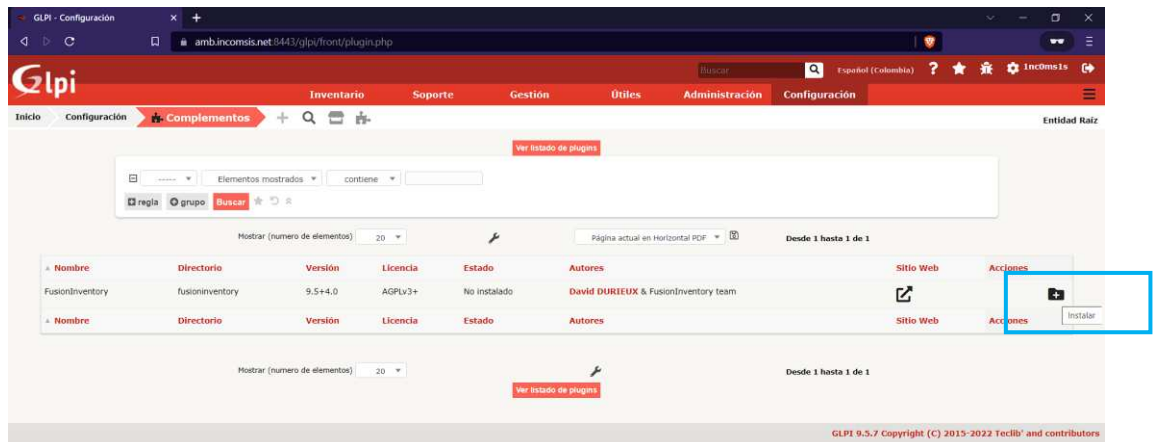 GLPI - Configuración
amb.incomsis.net:8443/glpi/front/plugin.php
Glpi
Buscar
Español (Colombia)
?
1nc0ms1s
Inventario Soporte Gestión Útiles Administración Configuración
Inicio Configuración Complementos
Entidad Raíz
Ver listado de plugins
----- Elementos mostrados contiene
regla grupo Buscar
Mostrar (numero de elementos) 20 Página actual en Horizontal PDF Desde 1 hasta 1 de 1
Nombre Directorio Versión Licencia Estado Autores Sitio Web Acciones
FusionInventory fusioninventory 9.5+4.0 AGPLv3+ No instalado David DURIEUX & FusionInventory team
Instalar
Nombre Directorio Versión Licencia Estado Autores Sitio Web Acciones
Mostrar (numero de elementos) 20 Desde 1 hasta 1 de 1
Ver listado de plugins
GLPI 9.5.7 Copyright (C) 2015-2022 Teclib' and contributors